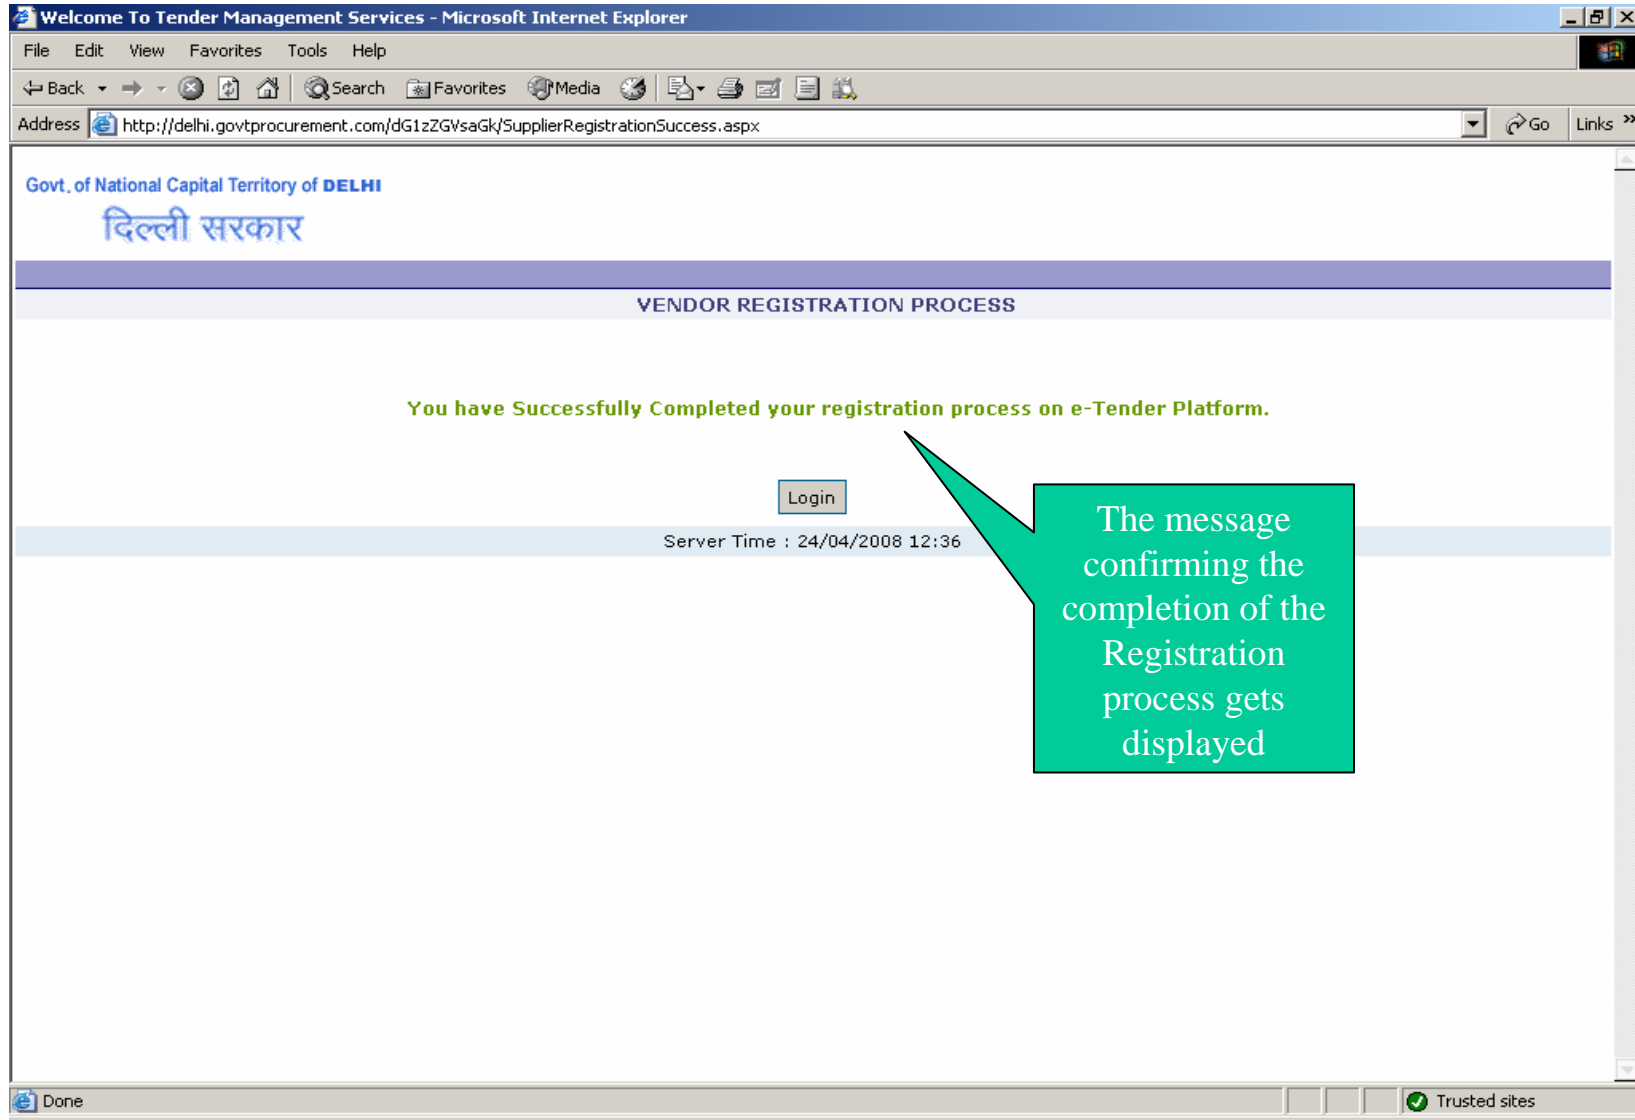 Welcome To Tender Management Services - Microsoft Internet Explorer
File Edit View Favorites Tools Help
Back Search Favorites Media
Address http://delhi.govtprocurement.com/dG1zZGVsaGk/SupplierRegistrationSuccess.aspx Go Links »
Govt. of National Capital Territory of DELHI
दिल्ली सरकार
VENDOR REGISTRATION PROCESS
You have Successfully Completed your registration process on e-Tender Platform.
Login
Server Time : 24/04/2008 12:36
The message
confirming the
completion of the
Registration
process gets
displayed
Done Trusted sites